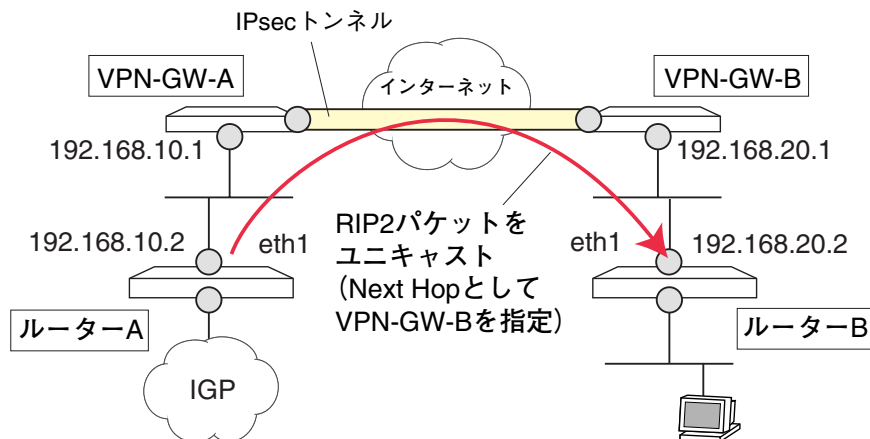 IPsecトンネル
VPN-GW-A
インターネット
VPN-GW-B
192.168.10.1
192.168.20.1
192.168.10.2
eth1
RIP2パケットを
ユニキャスト
(Next Hopとして
VPN-GW-Bを指定)
eth1
192.168.20.2
ルーターA
ルーターB
IGP